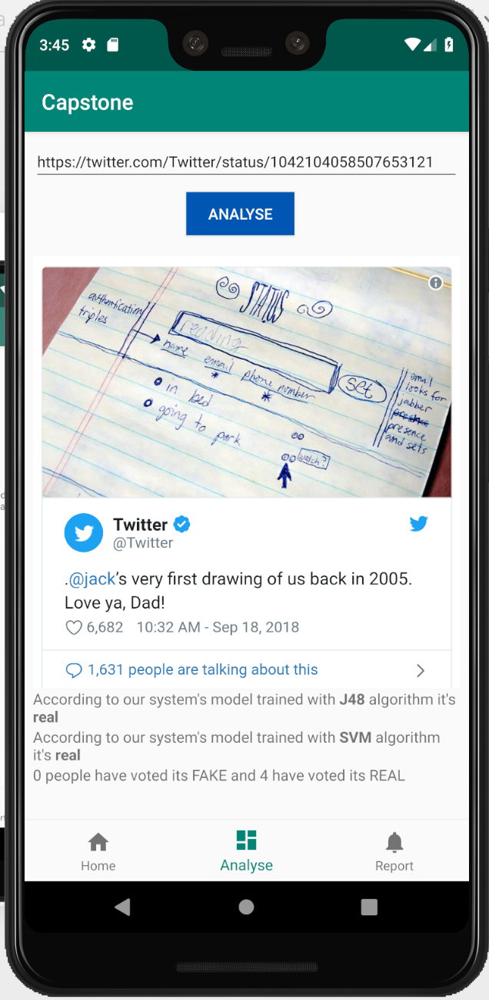 3:45
Capstone
https://twitter.com/Twitter/status/1042104058507653121
ANALYSE
STATUS
authentication
triples
reading
name
email
phone number
set
in bed
going to park
watch?
email
looks for
jabber
presence
and sets
Twitter
@Twitter
.@jack’s very first drawing of us back in 2005.
Love ya, Dad!
6,682 10:32 AM - Sep 18, 2018
1,631 people are talking about this
According to our system's model trained with J48 algorithm it's
real
According to our system's model trained with SVM algorithm
it's real
0 people have voted its FAKE and 4 have voted its REAL
Home
Analyse
Report